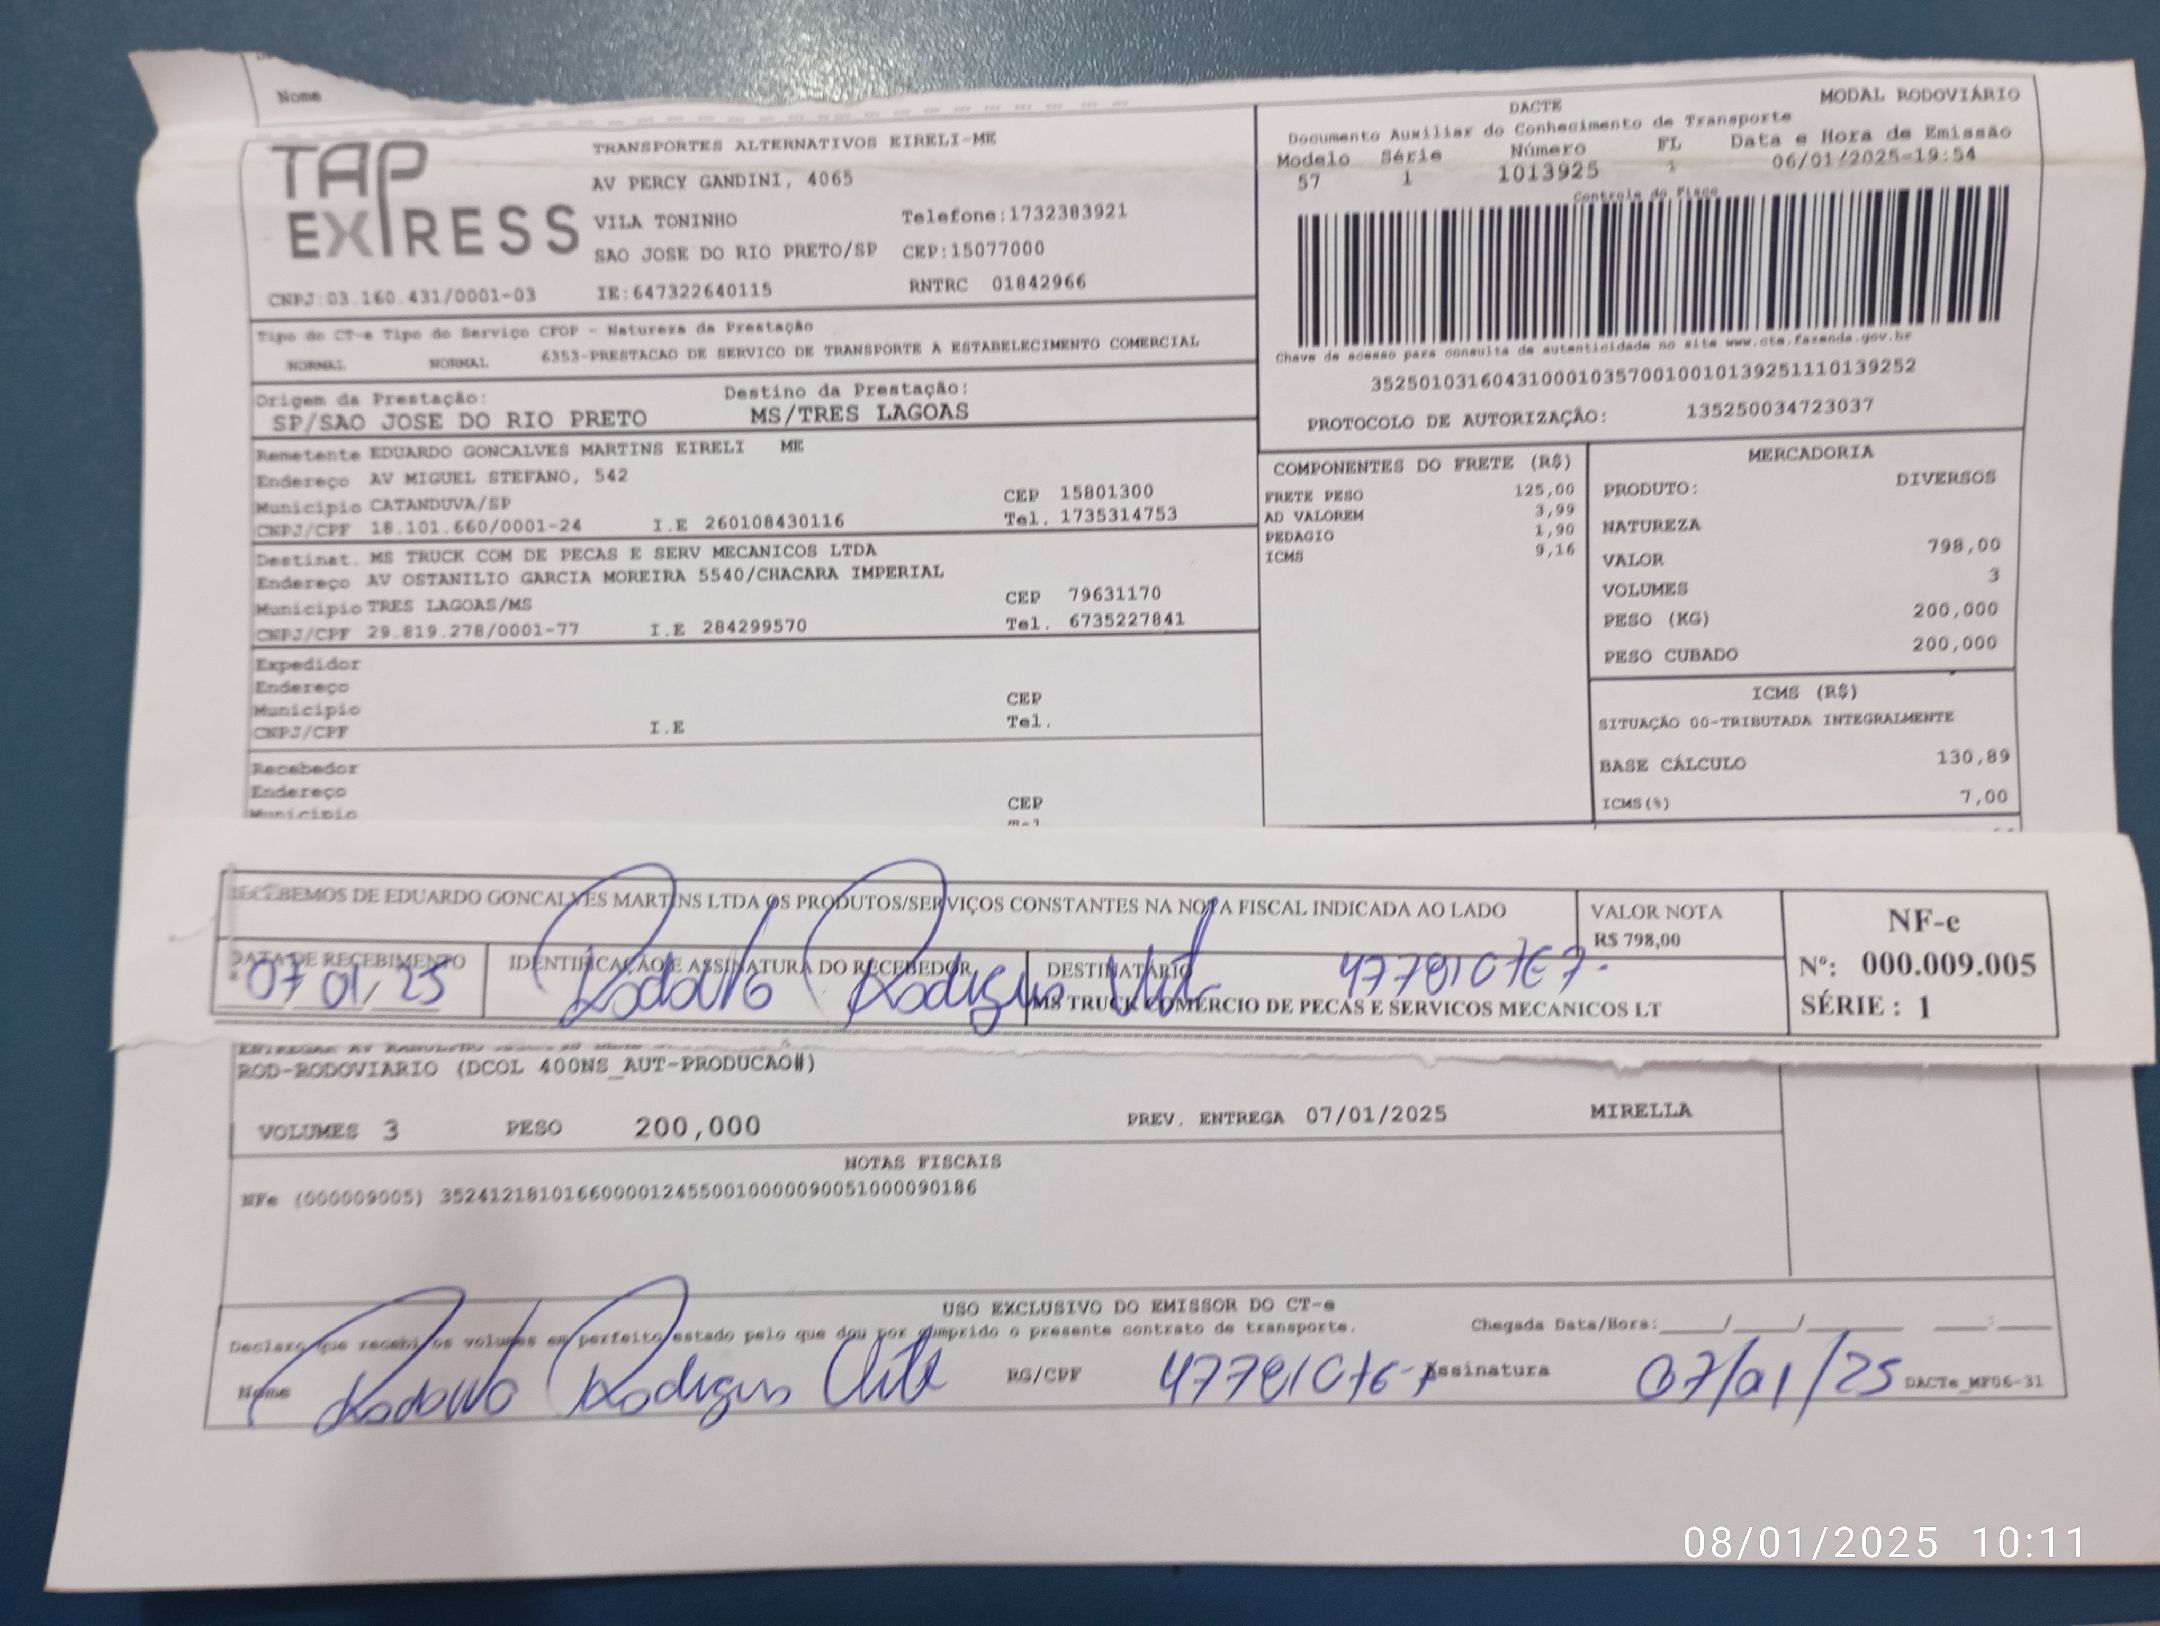 Nome
TAP EXPRESS
TRANSPORTES ALTERNATIVOS EIRELI-ME
AV PERCY GANDINI, 4065
VILA TONINHO Telefone:1732383921
SAO JOSE DO RIO PRETO/SP CEP:15077000
CNPJ:03.160.431/0001-03 IE:647322640115 RNTRC 01842966
MODAL RODOVIÁRIO
DACTE
Documento Auxiliar do Conhecimento de Transporte
Modelo Série Número FL Data e Hora de Emissão
57 1 1013925 1 06/01/2025-19:54
Controle do Fisco
Chave de acesso para consulta de autenticidade no site www.cte.fazenda.gov.br
35250103160431000103570010010139251110139252
PROTOCOLO DE AUTORIZAÇÃO: 135250034723037
Tipo do CT-e Tipo do Serviço CFOP - Natureza da Prestação
NORMAL NORMAL 6353-PRESTACAO DE SERVICO DE TRANSPORTE A ESTABELECIMENTO COMERCIAL
Origem da Prestação: Destino da Prestação:
SP/SAO JOSE DO RIO PRETO MS/TRES LAGOAS
Remetente EDUARDO GONCALVES MARTINS EIRELI ME
Endereço AV MIGUEL STEFANO, 542
Município CATANDUVA/SP CEP 15801300
CNPJ/CPF 18.101.660/0001-24 I.E 260108430116 Tel. 1735314753
Destinat. MS TRUCK COM DE PECAS E SERV MECANICOS LTDA
Endereço AV OSTANILIO GARCIA MOREIRA 5540/CHACARA IMPERIAL
Município TRES LAGOAS/MS CEP 79631170
CNPJ/CPF 29.819.278/0001-77 I.E 284299570 Tel. 6735227841
Expedidor
Endereço
Município CEP
CNPJ/CPF I.E Tel.
Recebedor
Endereço
Município CEP
COMPONENTES DO FRETE (R$)
FRETE PESO 125,00
AD VALOREM 3,99
PEDAGIO 1,90
ICMS 9,16
MERCADORIA
PRODUTO: DIVERSOS
NATUREZA
VALOR 798,00
VOLUMES 3
PESO (KG) 200,000
PESO CUBADO 200,000
ICMS (R$)
SITUAÇÃO 00-TRIBUTADA INTEGRALMENTE
BASE CÁLCULO 130,89
ICMS(%) 7,00
RECEBEMOS DE EDUARDO GONCALVES MARTINS LTDA OS PRODUTOS/SERVIÇOS CONSTANTES NA NOTA FISCAL INDICADA AO LADO
VALOR NOTA
R$ 798,00
NF-e
Nº: 000.009.005
SÉRIE : 1
DATA DE RECEBIMENTO IDENTIFICAÇÃO E ASSINATURA DO RECEBEDOR DESTINATÁRIO
07 01/25 Rodolfo Rodrigues
MS TRUCK COMERCIO DE PECAS E SERVICOS MECANICOS LT
ROD-RODOVIARIO (DCOL 400NS_AUT-PRODUCAO#)
VOLUMES 3 PESO 200,000 PREV. ENTREGA 07/01/2025 MIRELLA
NOTAS FISCAIS
NFe (000009005) 35241218101660000124550010000090051000090186
USO EXCLUSIVO DO EMISSOR DO CT-e
Declaro que recebi os volumes em perfeito estado pelo que dou por cumprido o presente contrato de transporte. Chegada Data/Hora:____/____/______ ___:____
Nome Rodolfo Rodrigues RG/CPF Assinatura 07/01/25 DACTe_MF06-31
08/01/2025 10:11